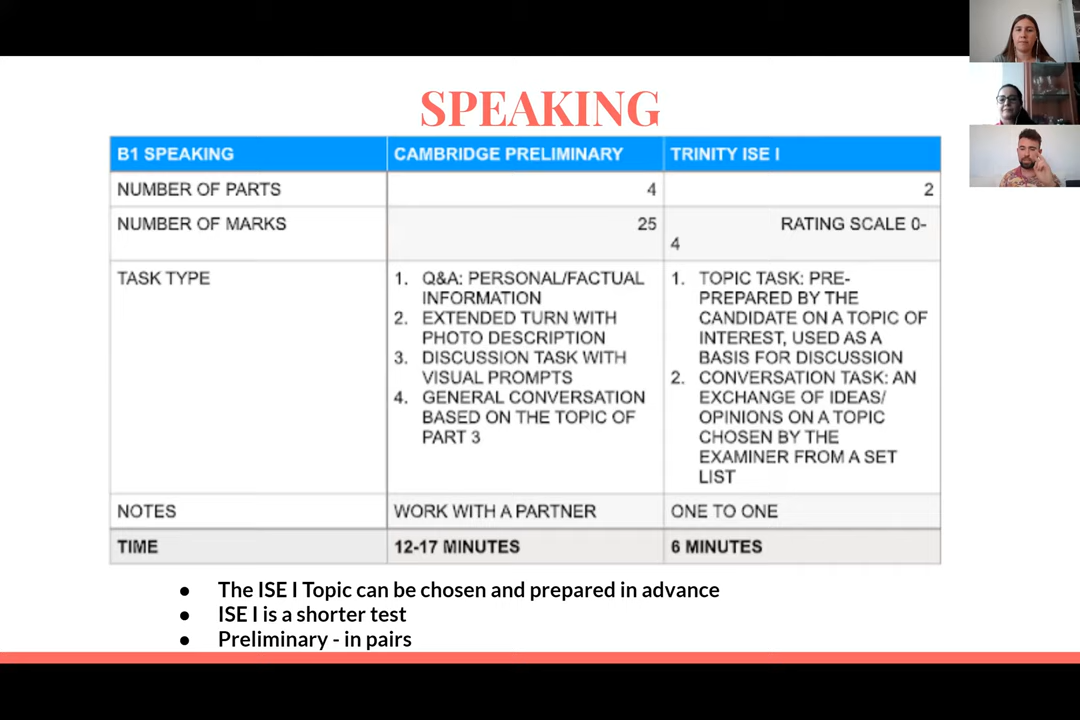 SPEAKING
B1 SPEAKING
CAMBRIDGE PRELIMINARY
TRINITY ISE I
NUMBER OF PARTS
4
2
NUMBER OF MARKS
25
RATING SCALE 0-
4
TASK TYPE
1. Q&A: PERSONAL/FACTUAL
INFORMATION
2. EXTENDED TURN WITH
PHOTO DESCRIPTION
3. DISCUSSION TASK WITH
VISUAL PROMPTS
4. GENERAL CONVERSATION
BASED ON THE TOPIC OF
PART 3
1. TOPIC TASK: PRE-
PREPARED BY THE
CANDIDATE ON A TOPIC OF
INTEREST, USED AS A
BASIS FOR DISCUSSION
2. CONVERSATION TASK: AN
EXCHANGE OF IDEAS/
OPINIONS ON A TOPIC
CHOSEN BY THE
EXAMINER FROM A SET
LIST
NOTES
WORK WITH A PARTNER
ONE TO ONE
TIME
12-17 MINUTES
6 MINUTES
● The ISE I Topic can be chosen and prepared in advance
● ISE I is a shorter test
● Preliminary - in pairs